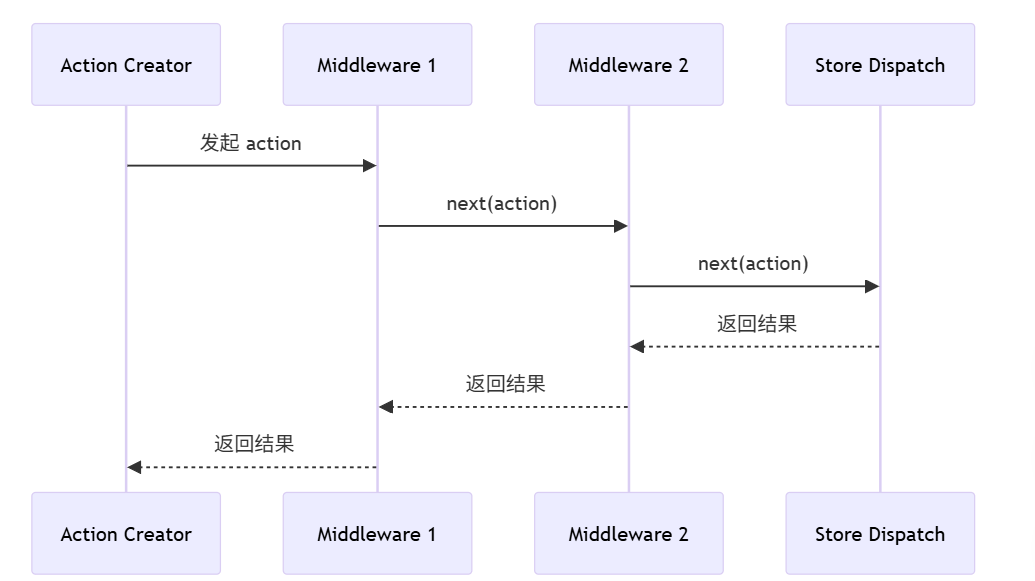 Action Creator
Middleware 1
Middleware 2
Store Dispatch
发起 action
next(action)
next(action)
返回结果
返回结果
返回结果
Action Creator
Middleware 1
Middleware 2
Store Dispatch